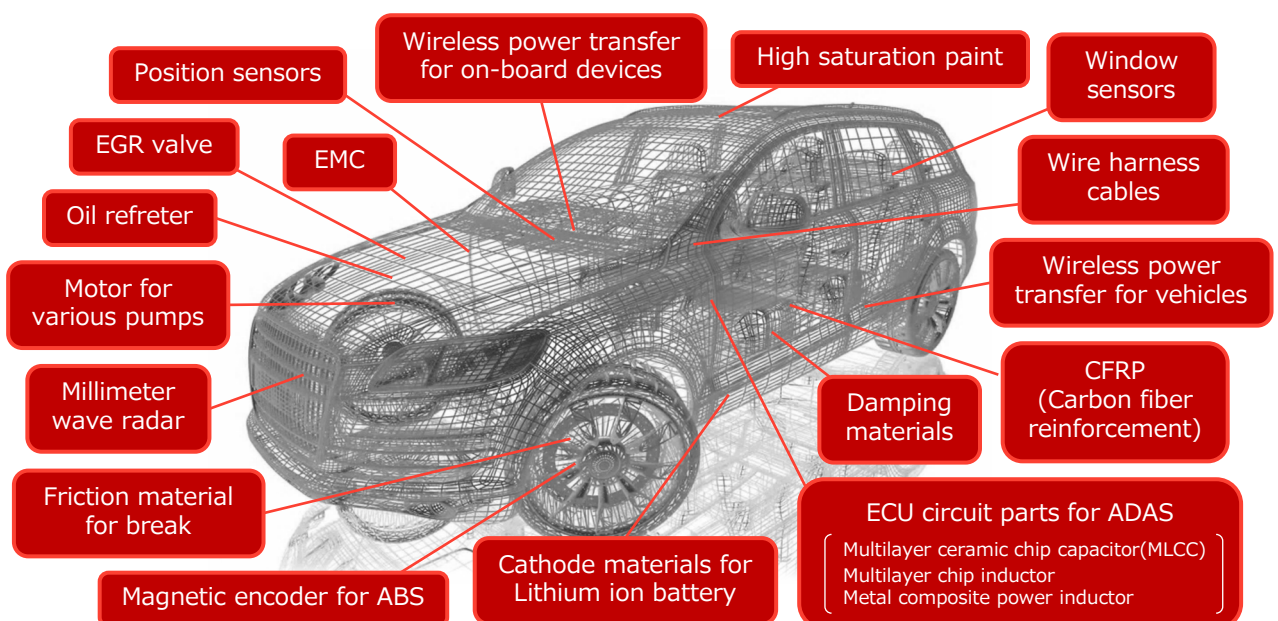 Wireless power transfer
for on-board devices
High saturation paint
Position sensors
Window
sensors
EGR valve
EMC
Wire harness
cables
Oil refreter
Motor for
various pumps
Wireless power
transfer for vehicles
Millimeter
wave radar
CFRP
(Carbon fiber
reinforcement)
Damping
materials
Friction material
for break
ECU circuit parts for ADAS
Multilayer ceramic chip capacitor(MLCC)
Multilayer chip inductor
Metal composite power inductor
Cathode materials for
Lithium ion battery
Magnetic encoder for ABS